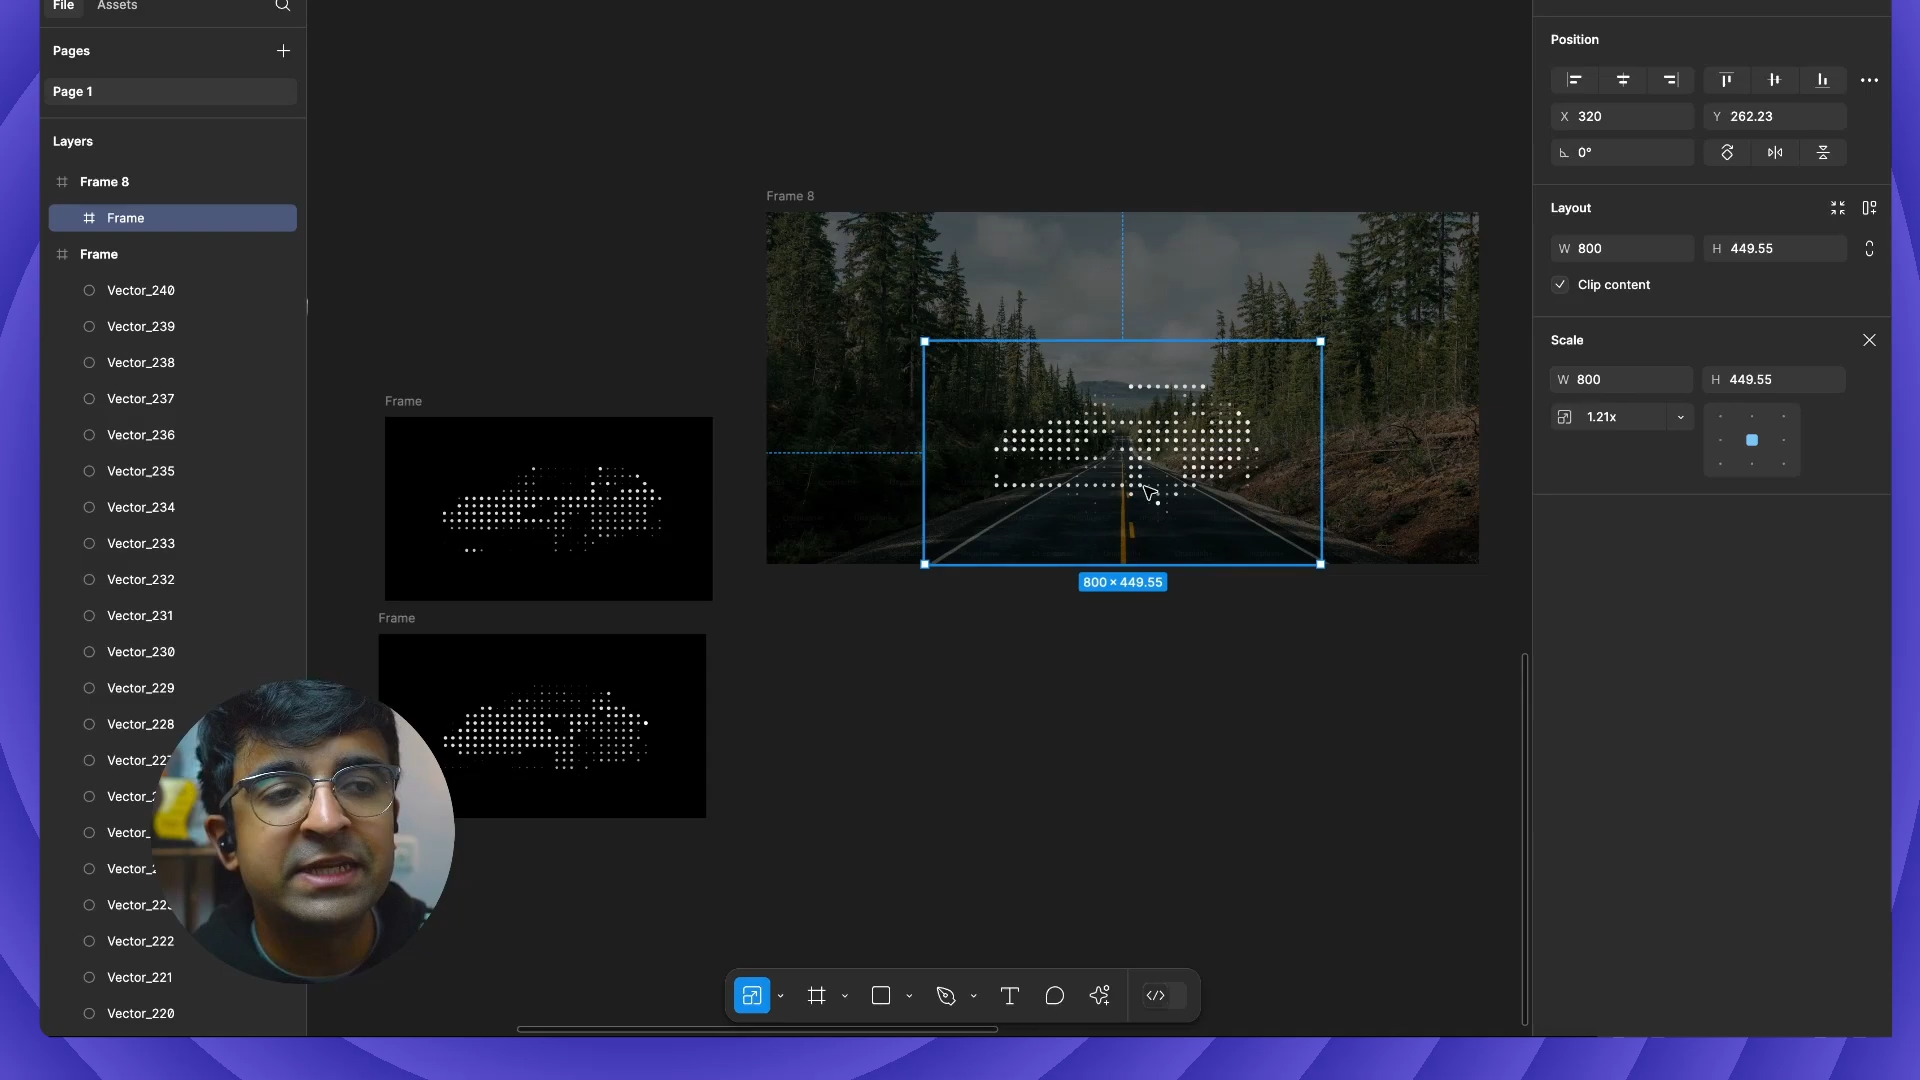 File
Assets
Pages
Page 1
Layers
Frame 8
Frame
Frame
Vector_240
Vector_239
Vector_238
Vector_237
Vector_236
Vector_235
Vector_234
Vector_233
Vector_232
Vector_231
Vector_230
Vector_229
Vector_228
Vector_222
Vector_221
Vector_220
Frame
Frame
Frame 8
800 × 449.55
Position
X 320
Y 262.23
0°
Layout
W 800
H 449.55
Clip content
Scale
W 800
H 449.55
1.21x